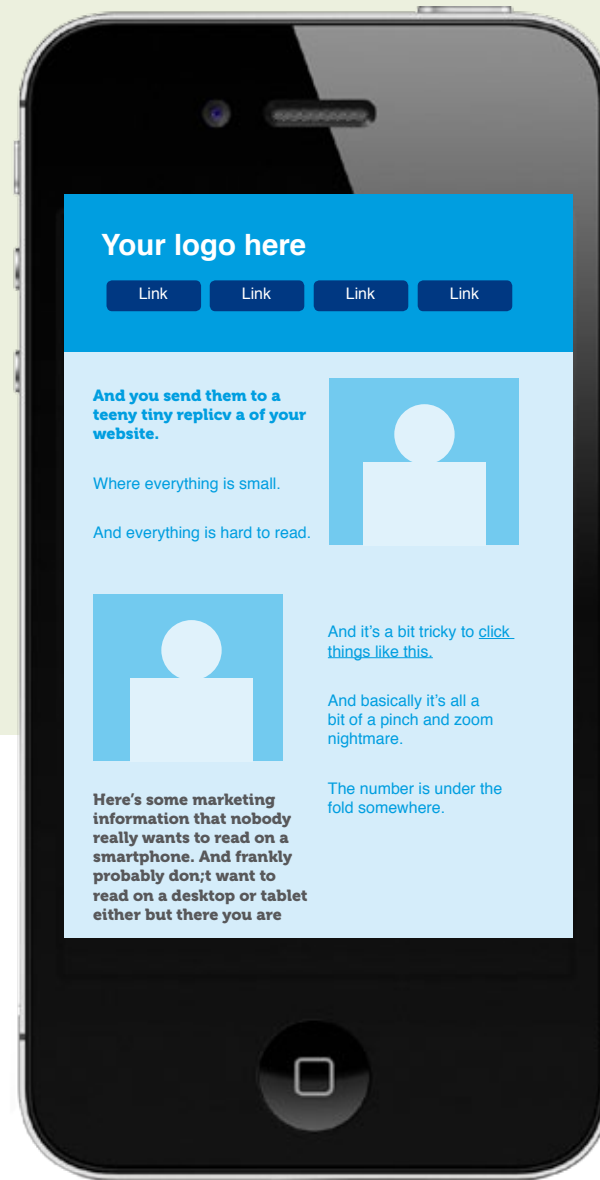 Your logo here
Link Link Link Link
And you send them to a
teeny tiny replicv a of your
website.
Where everything is small.
And everything is hard to read.
And it's a bit tricky to click
things like this.
And basically it's all a
bit of a pinch and zoom
nightmare.
The number is under the
fold somewhere.
Here's some marketing
information that nobody
really wants to read on a
smartphone. And frankly
probably don;t want to
read on a desktop or tablet
either but there you are